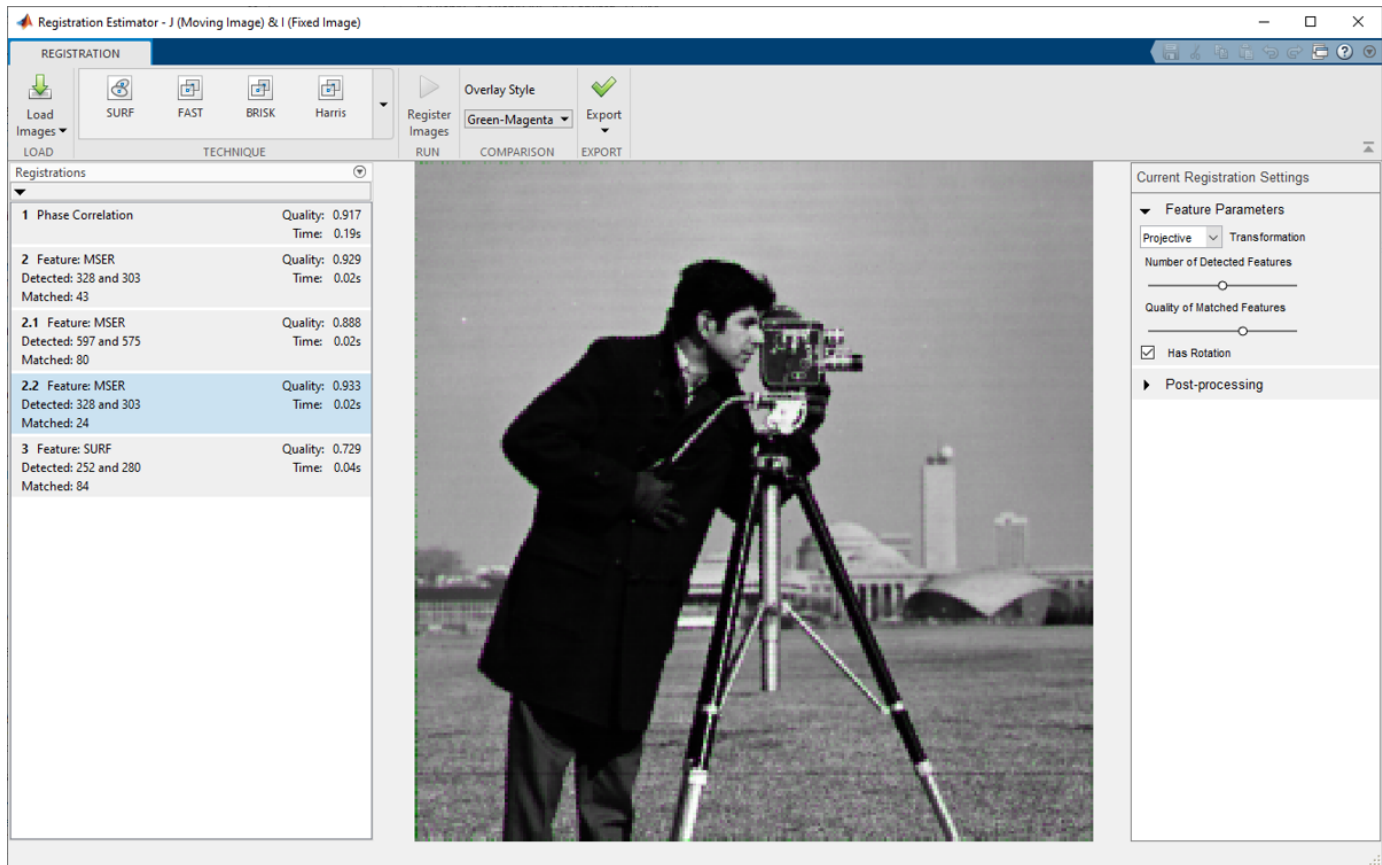 Registration Estimator - J (Moving Image) & I (Fixed Image)
REGISTRATION
Load Images
SURF
FAST
BRISK
Harris
Register Images
Overlay Style
Green-Magenta
Export
LOAD
TECHNIQUE
RUN
COMPARISON
EXPORT
Registrations
1 Phase Correlation Quality: 0.917
Time: 0.19s
2 Feature: MSER Quality: 0.929
Detected: 328 and 303 Time: 0.02s
Matched: 43
2.1 Feature: MSER Quality: 0.888
Detected: 597 and 575 Time: 0.02s
Matched: 80
2.2 Feature: MSER Quality: 0.933
Detected: 328 and 303 Time: 0.02s
Matched: 24
3 Feature: SURF Quality: 0.729
Detected: 252 and 280 Time: 0.04s
Matched: 84
Current Registration Settings
Feature Parameters
Projective Transformation
Number of Detected Features
Quality of Matched Features
Has Rotation
Post-processing